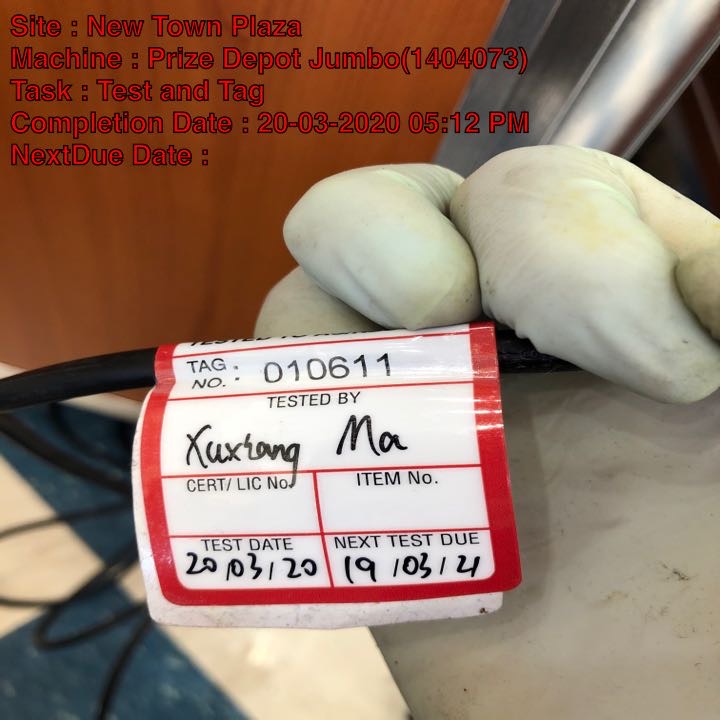 Site : New Town Plaza
Machine : Prize Depot Jumbo(1404073)
Task : Test and Tag
Completion Date : 20-03-2020 05:12 PM
NextDue Date :
TESTED TO
TAG NO. : 010611
TESTED BY
Xuxiang Ma
CERT/ LIC No. ITEM No.
TEST DATE NEXT TEST DUE
20/03/20 19/03/21